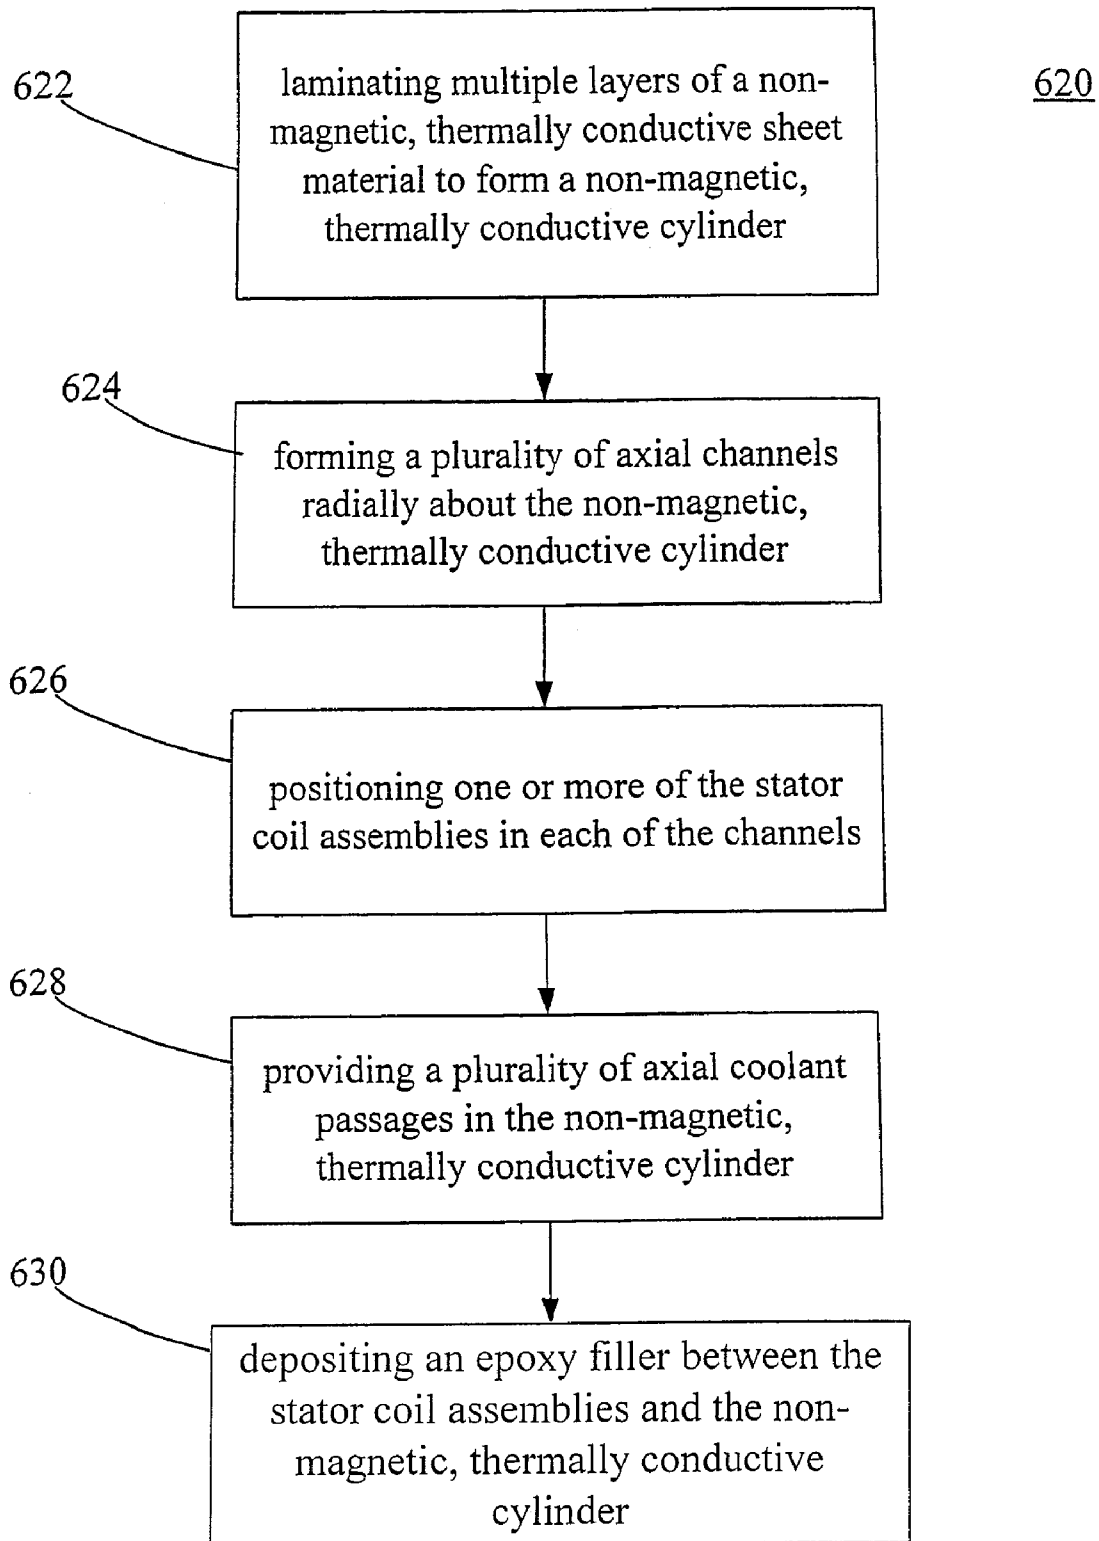 622
620
laminating multiple layers of a non-
magnetic, thermally conductive sheet
material to form a non-magnetic,
thermally conductive cylinder
624
forming a plurality of axial channels
radially about the non-magnetic,
thermally conductive cylinder
626
positioning one or more of the stator
coil assemblies in each of the channels
628
providing a plurality of axial coolant
passages in the non-magnetic,
thermally conductive cylinder
630
depositing an epoxy filler between the
stator coil assemblies and the non-
magnetic, thermally conductive
cylinder